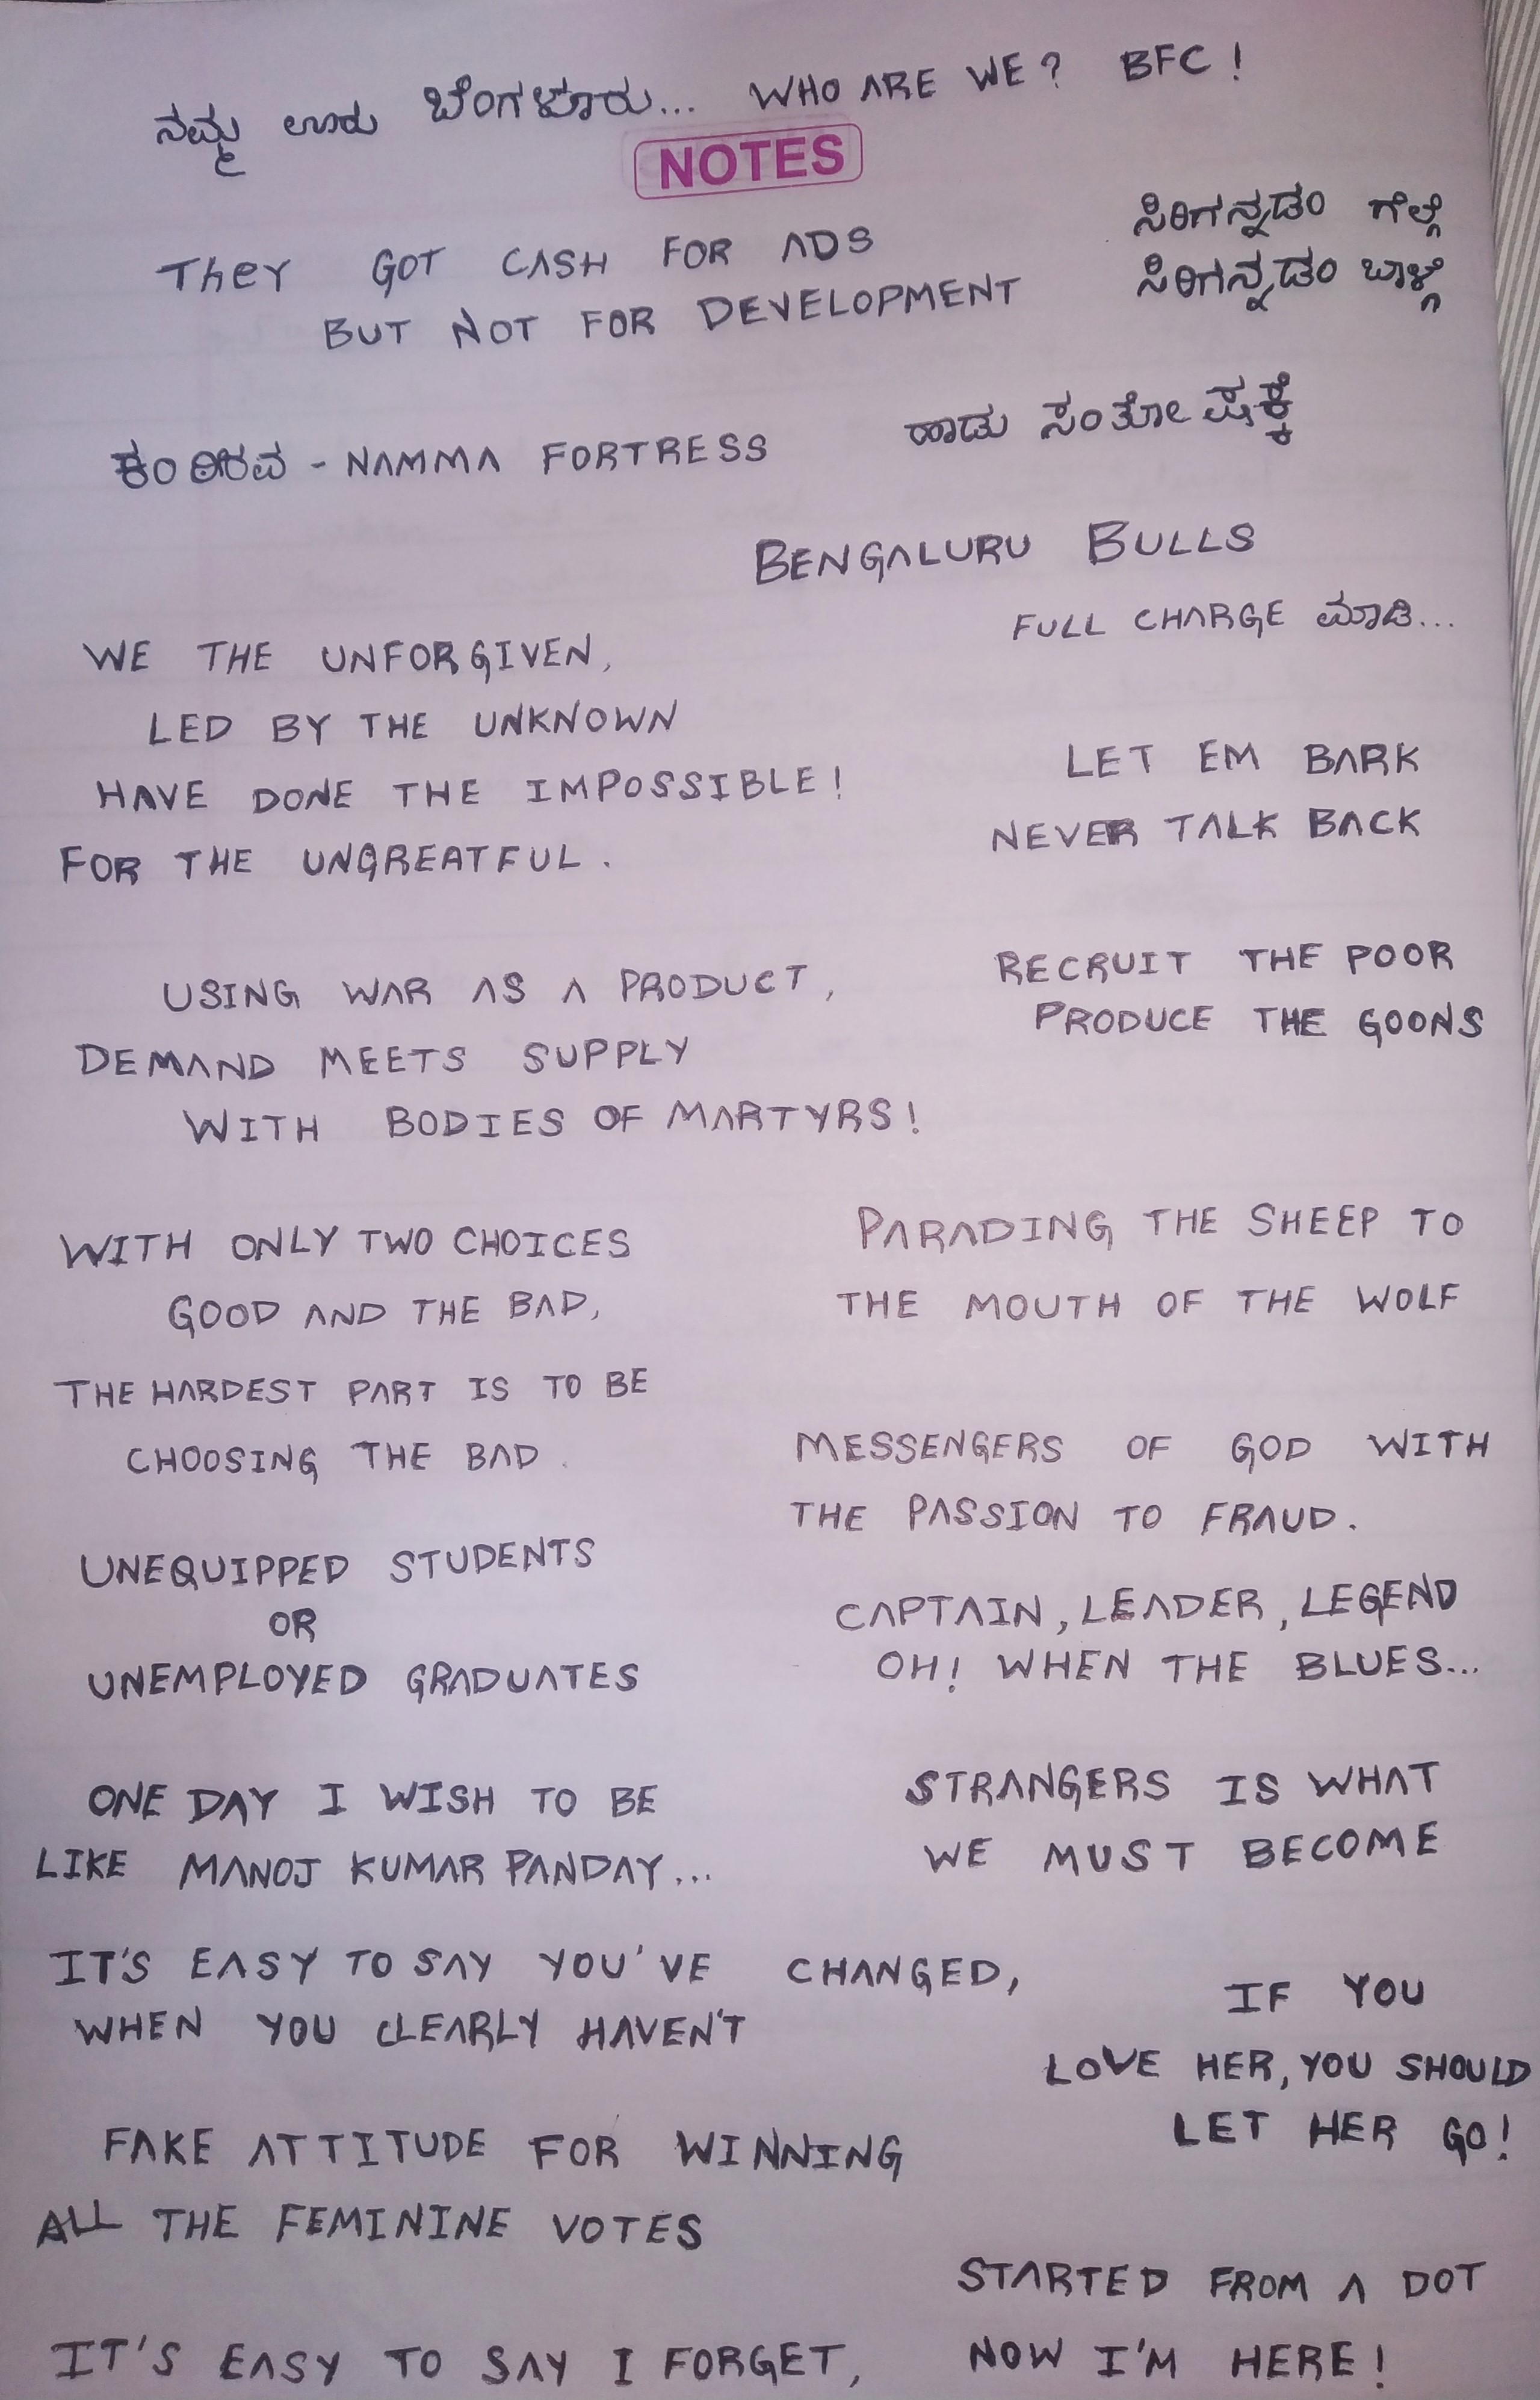 ನಮ್ಮ ಊರು ಬೆಂಗಳೂರು... WHO ARE WE? BFC!
NOTES
THeY GOT CASH FOR ADS
BUT NOT FOR DEVELOPMENT
ಸಿರಿಗನ್ನಡಂ ಗೆಲ್ಗೆ
ಸಿರಿಗನ್ನಡಂ ಬಾಳ್ಗೆ
ಕಂಠೀರವ - NAMMA FORTRESS
ಹಾಡು ಸಂತೋಷಕ್ಕೆ
BENGALURU BULLS
FULL CHARGE ಮಾಡಿ...
WE THE UNFORGIVEN,
LED BY THE UNKNOWN
HAVE DONE THE IMPOSSIBLE!
FOR THE UNGREATFUL.
LET EM BARK
NEVER TALK BACK
USING WAR AS A PRODUCT,
DEMAND MEETS SUPPLY
WITH BODIES OF MARTYRS!
RECRUIT THE POOR
PRODUCE THE GOONS
WITH ONLY TWO CHOICES
GOOD AND THE BAD,
THE HARDEST PART IS TO BE
CHOOSING THE BAD.
PARADING THE SHEEP TO
THE MOUTH OF THE WOLF
MESSENGERS OF GOD WITH
THE PASSION TO FRAUD.
UNEQUIPPED STUDENTS
OR
UNEMPLOYED GRADUATES
CAPTAIN, LEADER, LEGEND
OH! WHEN THE BLUES...
ONE DAY I WISH TO BE
LIKE MANOJ KUMAR PANDAY...
STRANGERS IS WHAT
WE MUST BECOME
IT'S EASY TO SAY YOU'VE CHANGED,
WHEN YOU CLEARLY HAVEN'T
IF YOU
LOVE HER, YOU SHOULD
LET HER GO!
FAKE ATTITUDE FOR WINNING
ALL THE FEMININE VOTES
STARTED FROM A DOT
NOW I'M HERE!
IT'S EASY TO SAY I FORGET,